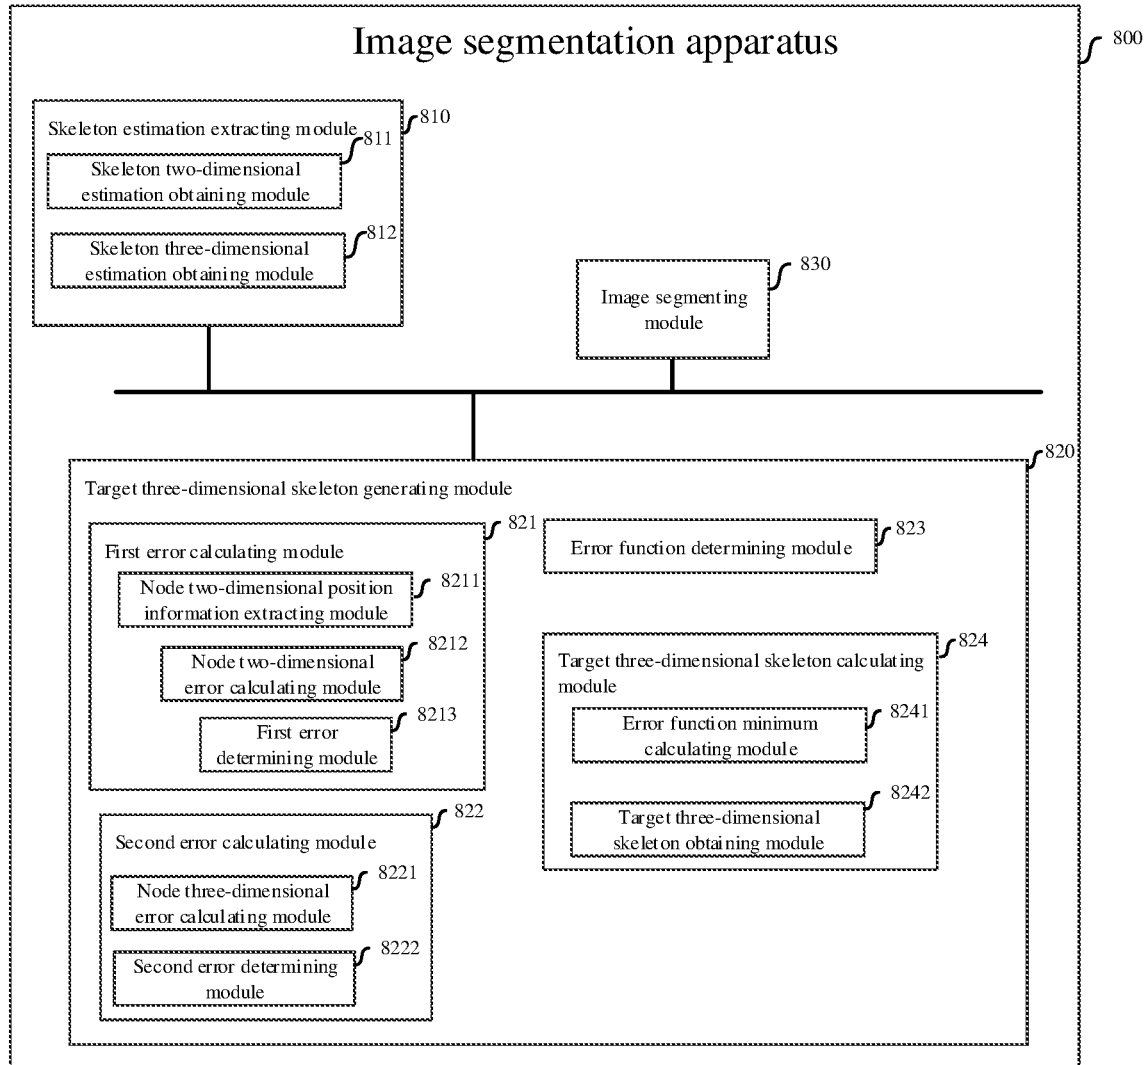 Image segmentation apparatus
800
Skeleton estimation extracting module
810
811
Skeleton two-dimensional
estimation obtaining module
812
Skeleton three-dimensional
estimation obtaining module
830
Image segmenting
module
820
Target three-dimensional skeleton generating module
821
First error calculating module
8211
Node two-dimensional position
information extracting module
8212
Node two-dimensional
error calculating module
8213
First error
determining module
822
Second error calculating module
8221
Node three-dimensional
error calculating module
8222
Second error determining
module
823
Error function determining module
824
Target three-dimensional skeleton calculating
module
8241
Error function minimum
calculating module
8242
Target three-dimensional
skeleton obtaining module